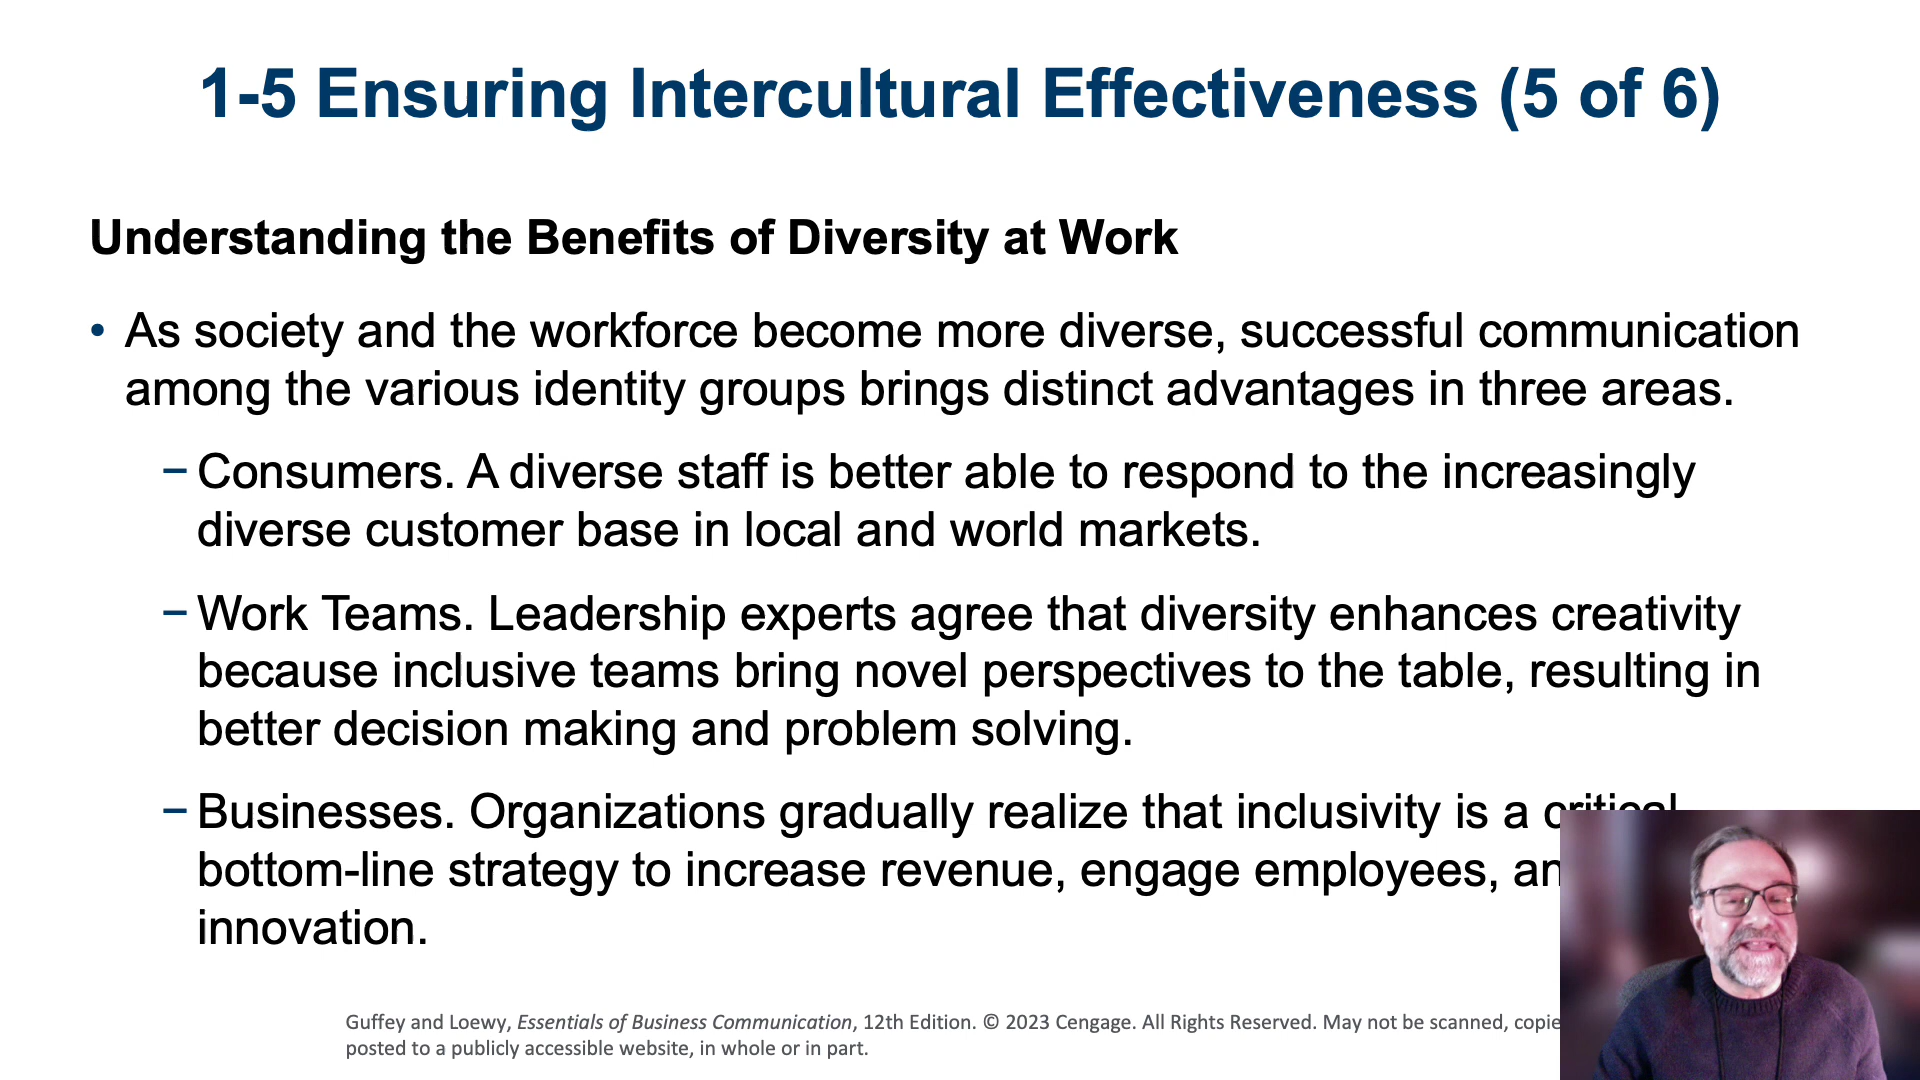 1-5 Ensuring Intercultural Effectiveness (5 of 6)
Understanding the Benefits of Diversity at Work
• As society and the workforce become more diverse, successful communication
among the various identity groups brings distinct advantages in three areas.
− Consumers. A diverse staff is better able to respond to the increasingly
diverse customer base in local and world markets.
− Work Teams. Leadership experts agree that diversity enhances creativity
because inclusive teams bring novel perspectives to the table, resulting in
better decision making and problem solving.
− Businesses. Organizations gradually realize that inclusivity is a critical
bottom-line strategy to increase revenue, engage employees,
innovation.
Guffey and Loewy, Essentials of Business Communication, 12th Edition. © 2023 Cengage. All Rights Reserved. May not be scanned,
posted to a publicly accessible website, in whole or in part.